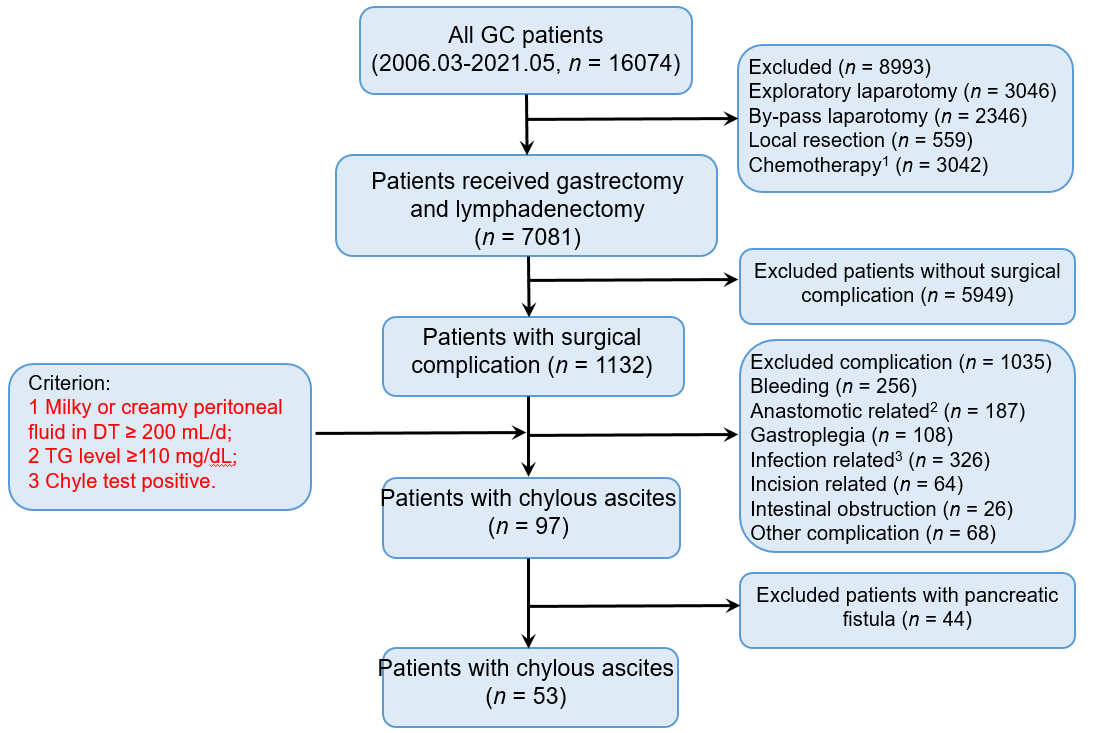 All GC patients
(2006.03-2021.05, n = 16074)
Excluded (n = 8993)
Exploratory laparotomy (n = 3046)
By-pass laparotomy (n = 2346)
Local resection (n = 559)
Chemotherapy¹ (n = 3042)
Patients received gastrectomy
and lymphadenectomy
(n = 7081)
Excluded patients without surgical
complication (n = 5949)
Patients with surgical
complication (n = 1132)
Criterion:
1 Milky or creamy peritoneal
fluid in DT ≥ 200 mL/d;
2 TG level ≥110 mg/dL;
3 Chyle test positive.
Excluded complication (n = 1035)
Bleeding (n = 256)
Anastomotic related² (n = 187)
Gastroplegia (n = 108)
Infection related³ (n = 326)
Incision related (n = 64)
Intestinal obstruction (n = 26)
Other complication (n = 68)
Patients with chylous ascites
(n = 97)
Excluded patients with pancreatic
fistula (n = 44)
Patients with chylous ascites
(n = 53)